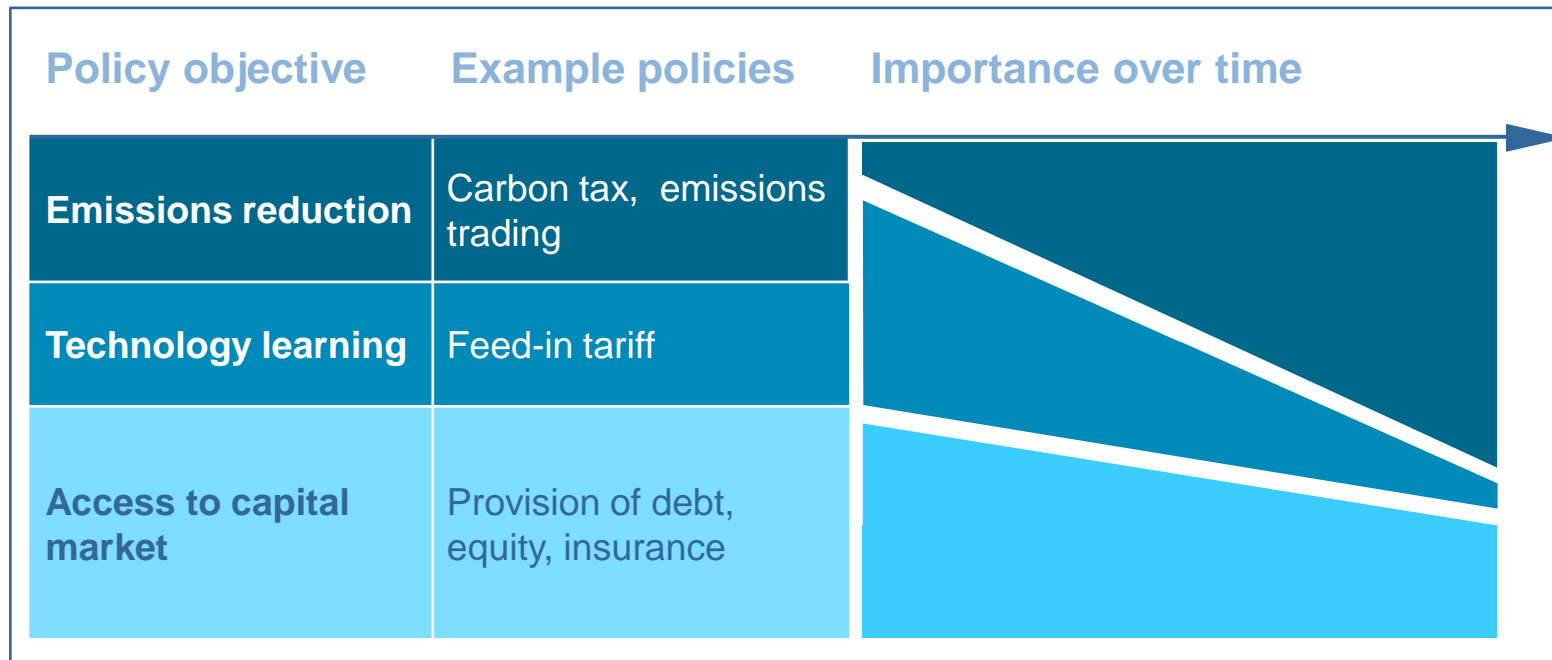 Policy objective Example policies Importance over time
Emissions reduction
Carbon tax, emissions
trading
Technology learning
Feed-in tariff
Access to capital
market
Provision of debt,
equity, insurance